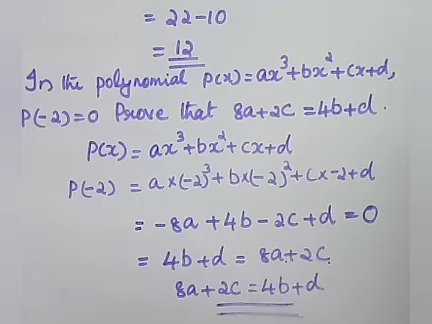 = 22-10
= 12
In the polynomial P(x)=ax³+bx²+cx+d,
P(-2)=0 Prove that 8a+2c=4b+d.
P(x)= ax³+bx²+cx+d
P(-2) = a×(-2)³+b×(-2)²+c×-2+d
= -8a+4b-2c+d=0
= 4b+d = 8a+2c.
8a+2c=4b+d